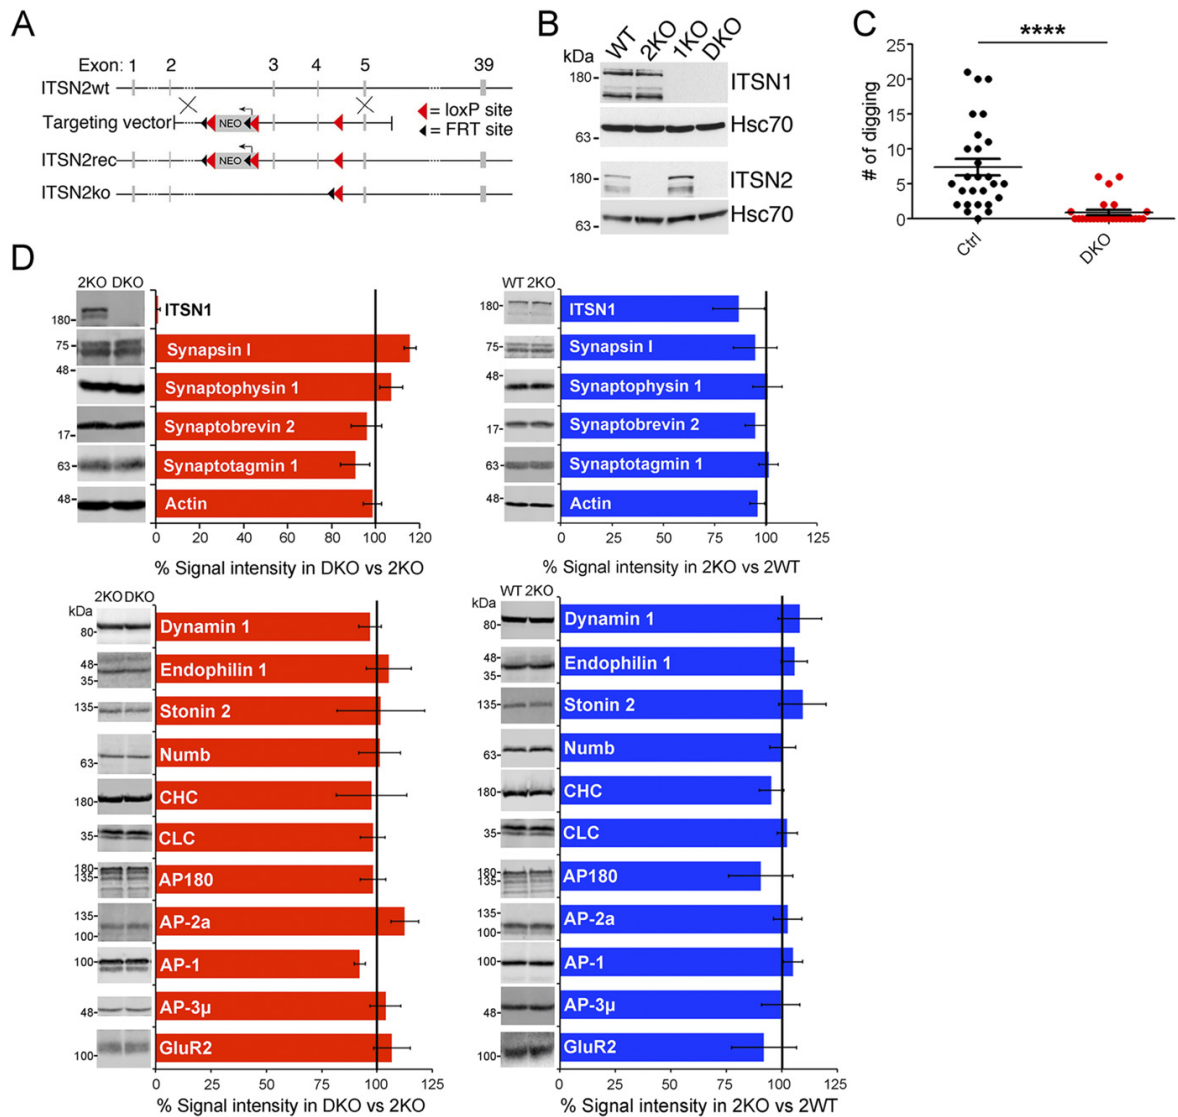 A
Exon: 1 2 3 4 5 39
ITSN2wt
Targeting vector NEO
= loxP site
= FRT site
ITSN2rec NEO
ITSN2ko
B
kDa WT 2KO 1KO DKO
180 ITSN1
63 Hsc70
180 ITSN2
63 Hsc70
C
****
# of digging
25
20
15
10
5
0
Ctrl DKO
D
2KO DKO
180 ITSN1
75 Synapsin I
48 Synaptophysin 1
17 Synaptobrevin 2
63 Synaptotagmin 1
48 Actin
0 20 40 60 80 100 120
% Signal intensity in DKO vs 2KO
WT 2KO
180 ITSN1
75 Synapsin I
48 Synaptophysin 1
17 Synaptobrevin 2
63 Synaptotagmin 1
48 Actin
0 25 50 75 100 125
% Signal intensity in 2KO vs 2WT
2KO DKO
kDa
80 Dynamin 1
48
35 Endophilin 1
135 Stonin 2
63 Numb
180 CHC
35 CLC
180
135 AP180
135
100 AP-2a
100 AP-1
48 AP-3µ
100 GluR2
0 25 50 75 100 125
% Signal intensity in DKO vs 2KO
WT 2KO
kDa
80 Dynamin 1
48
35 Endophilin 1
135 Stonin 2
63 Numb
180 CHC
35 CLC
180
135 AP180
135
100 AP-2a
100 AP-1
48 AP-3µ
100 GluR2
0 25 50 75 100 125
% Signal intensity in 2KO vs 2WT